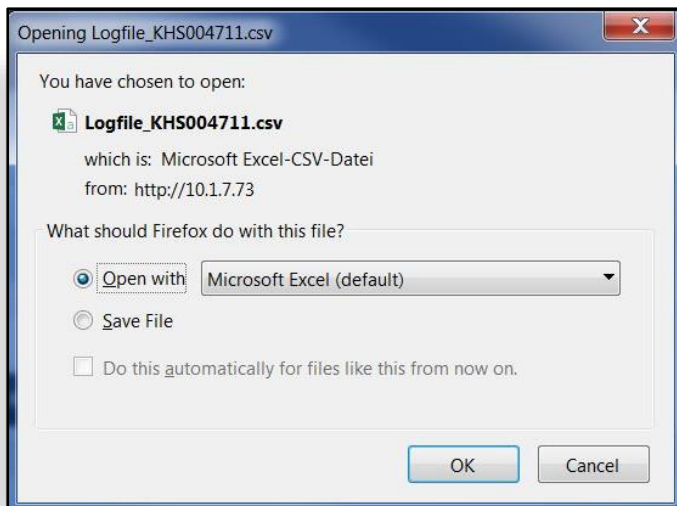 Opening Logfile_KHS004711.csv
You have chosen to open:
Logfile_KHS004711.csv
which is: Microsoft Excel-CSV-Datei
from: http://10.1.7.73
What should Firefox do with this file?
Open with Microsoft Excel (default)
Save File
Do this automatically for files like this from now on.
OK Cancel